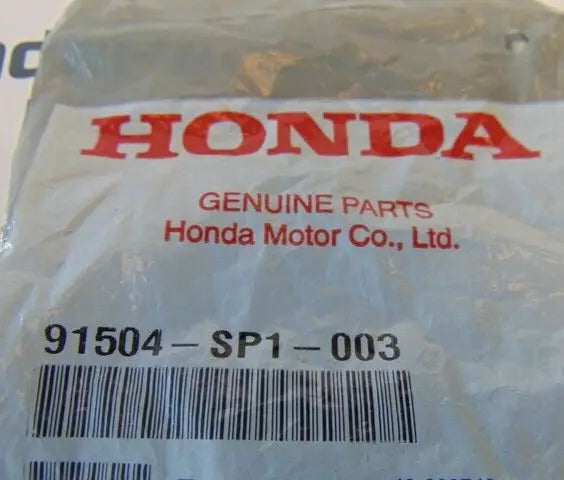 HONDA
GENUINE PARTS
Honda Motor Co., Ltd.
91504-SP1-003